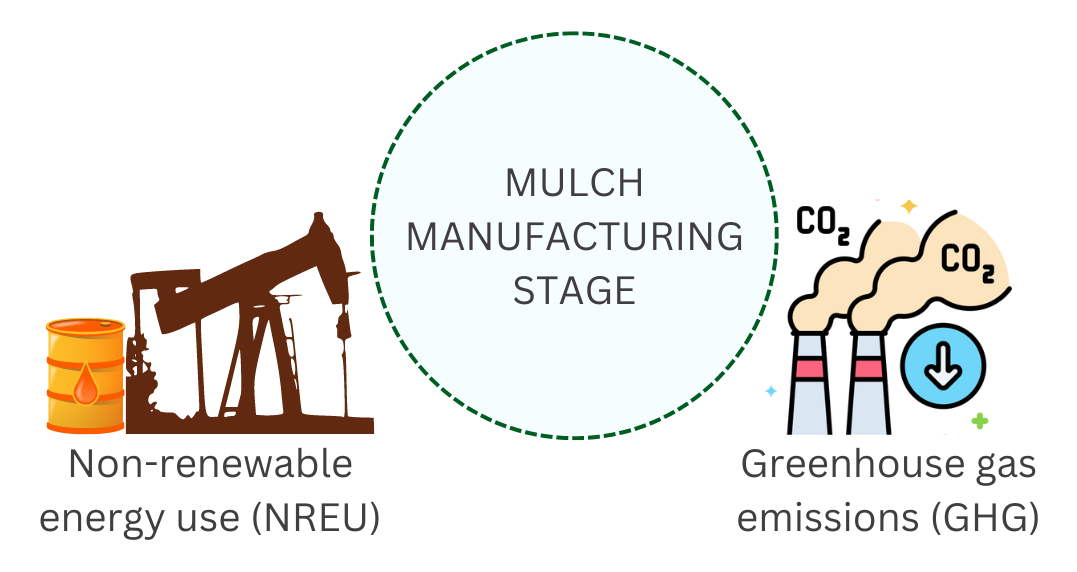 MULCH
MANUFACTURING
STAGE
CO2
CO2
Non-renewable
energy use (NREU)
Greenhouse gas
emissions (GHG)